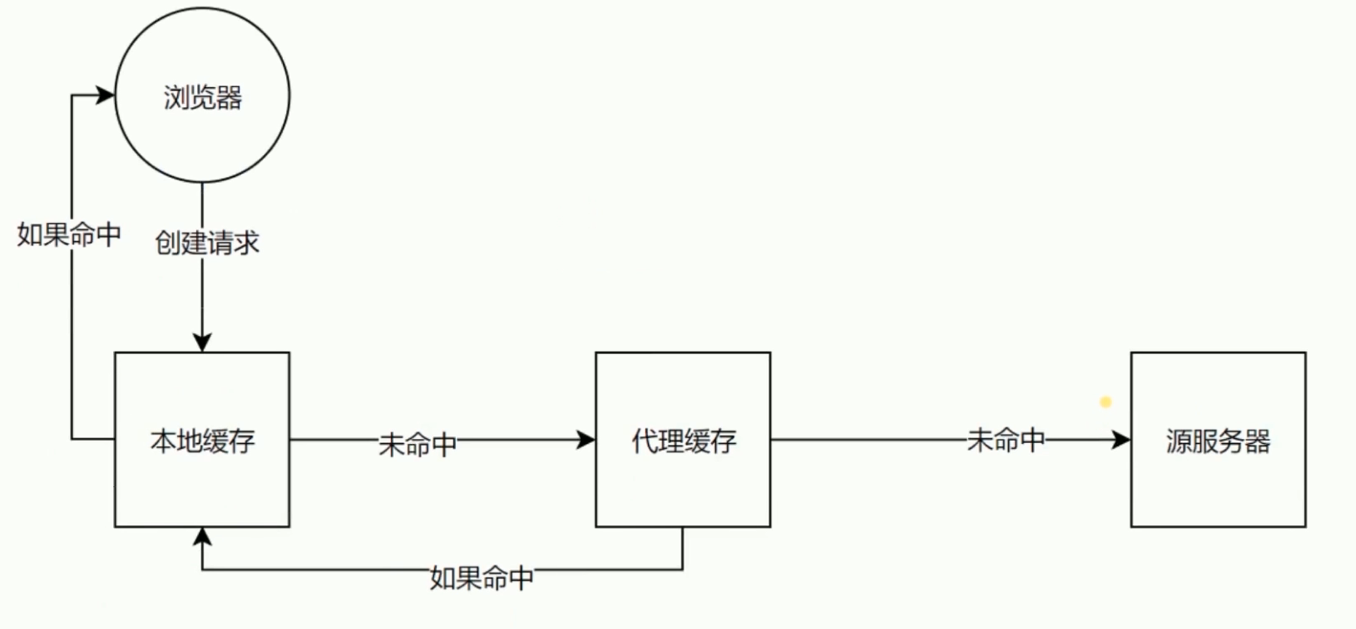 浏览器
如果命中
创建请求
本地缓存
未命中
代理缓存
未命中
源服务器
如果命中